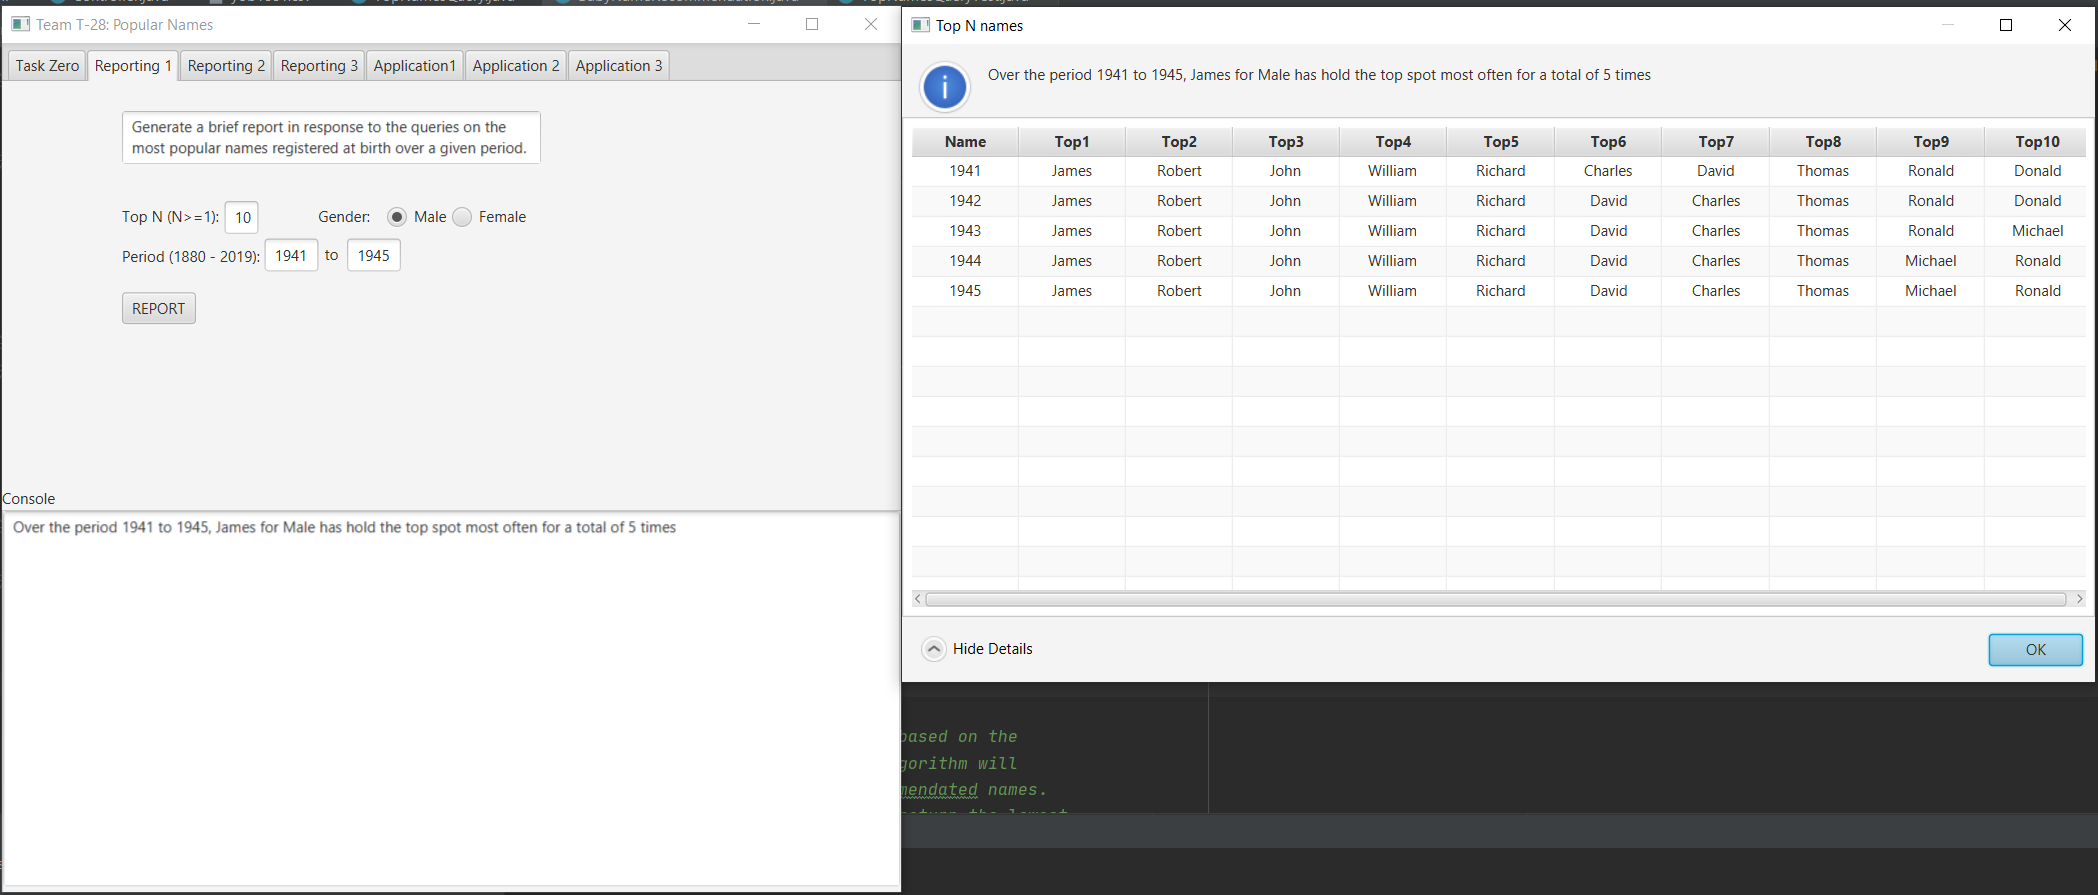 Team T-28: Popular Names
Task Zero Reporting 1 Reporting 2 Reporting 3 Application1 Application 2 Application 3
Generate a brief report in response to the queries on the
most popular names registered at birth over a given period.
Top N (N>=1): 10 Gender: Male Female
Period (1880 - 2019): 1941 to 1945
REPORT
Console
Over the period 1941 to 1945, James for Male has hold the top spot most often for a total of 5 times
Top N names
Over the period 1941 to 1945, James for Male has hold the top spot most often for a total of 5 times
Name Top1 Top2 Top3 Top4 Top5 Top6 Top7 Top8 Top9 Top10
1941 James Robert John William Richard Charles David Thomas Ronald Donald
1942 James Robert John William Richard David Charles Thomas Ronald Donald
1943 James Robert John William Richard David Charles Thomas Ronald Michael
1944 James Robert John William Richard David Charles Thomas Michael Ronald
1945 James Robert John William Richard David Charles Thomas Michael Ronald
Hide Details
OK
based on the
gorithm will
mendated names.